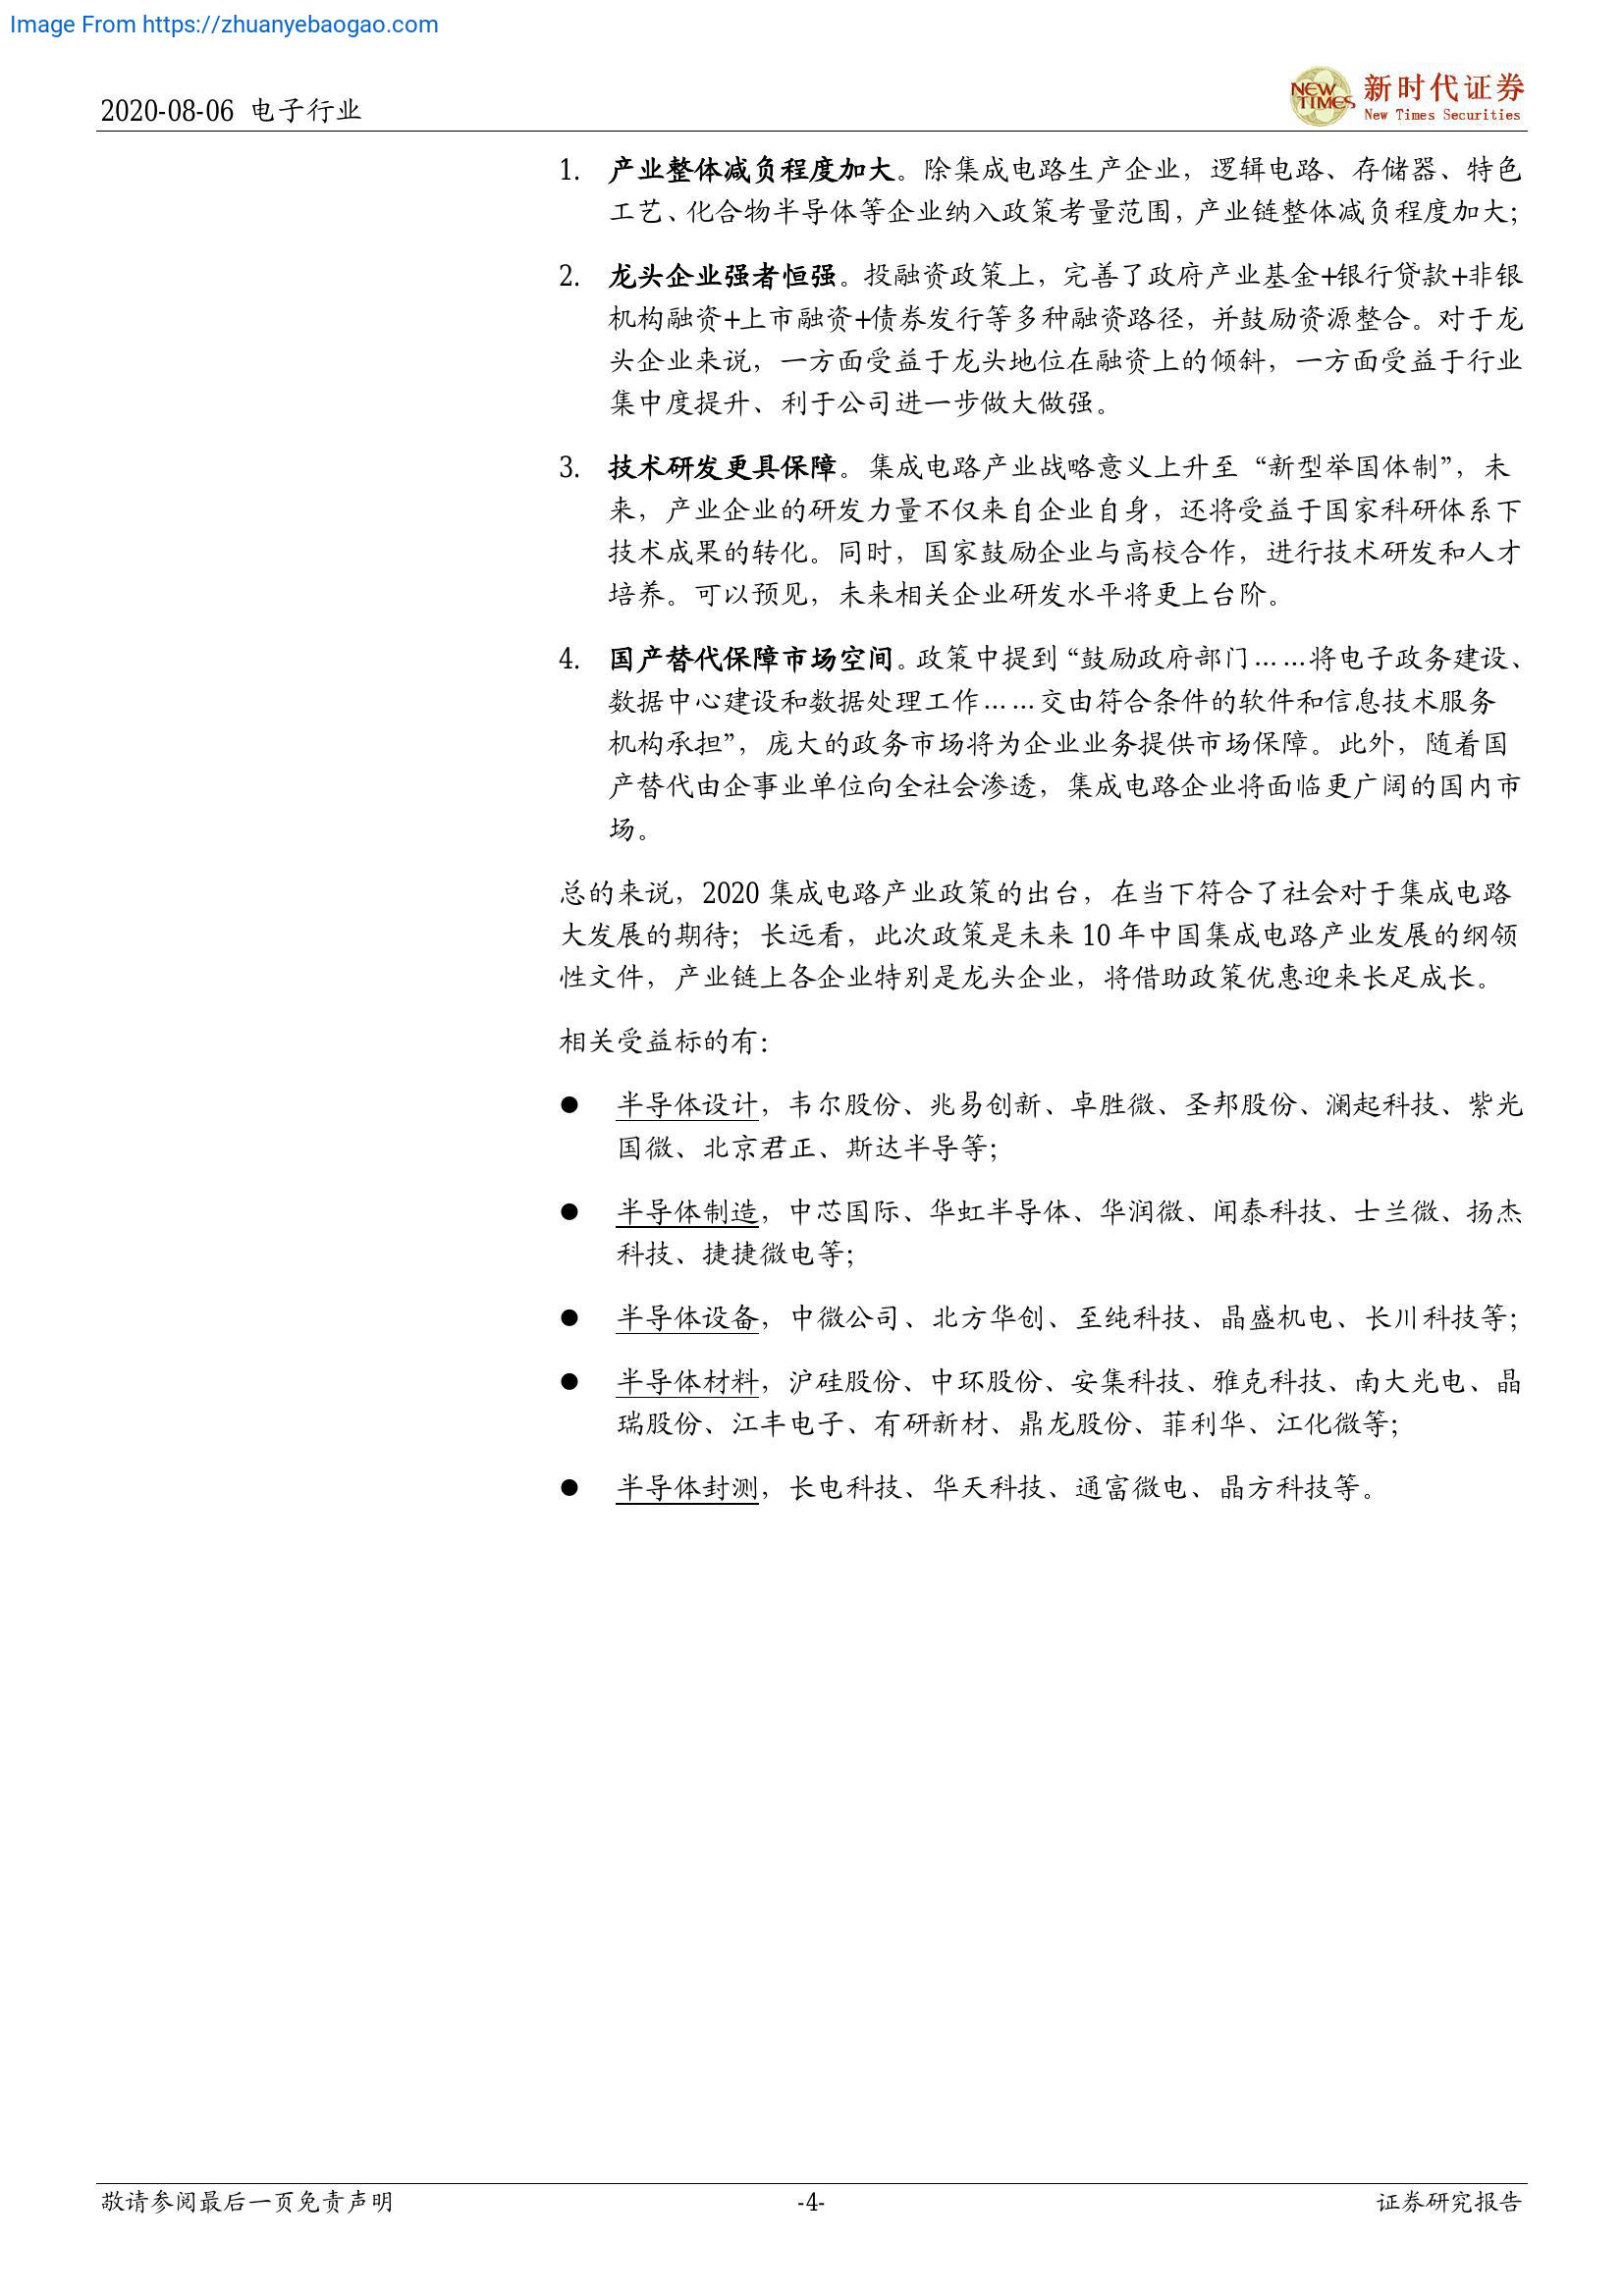 Image From https://zhuanyebaogao.com
2020-08-06 电子行业
NEW TIMES
新时代证券
New Times Securities
1. 产业整体减负程度加大。除集成电路生产企业，逻辑电路、存储器、特色
工艺、化合物半导体等企业纳入政策考量范围，产业链整体减负程度加大；
2. 龙头企业强者恒强。投融资政策上，完善了政府产业基金+银行贷款+非银
机构融资+上市融资+债券发行等多种融资路径，并鼓励资源整合。对于龙
头企业来说，一方面受益于龙头地位在融资上的倾斜，一方面受益于行业
集中度提升、利于公司进一步做大做强。
3. 技术研发更具保障。集成电路产业战略意义上升至“新型举国体制”，未
来，产业企业的研发力量不仅来自企业自身，还将受益于国家科研体系下
技术成果的转化。同时，国家鼓励企业与高校合作，进行技术研发和人才
培养。可以预见，未来相关企业研发水平将更上台阶。
4. 国产替代保障市场空间。政策中提到“鼓励政府部门……将电子政务建设、
数据中心建设和数据处理工作……交由符合条件的软件和信息技术服务
机构承担”，庞大的政务市场将为企业业务提供市场保障。此外，随着国
产替代由企事业单位向全社会渗透，集成电路企业将面临更广阔的国内市
场。
总的来说，2020 集成电路产业政策的出台，在当下符合了社会对于集成电路
大发展的期待；长远看，此次政策是未来 10 年中国集成电路产业发展的纲领
性文件，产业链上各企业特别是龙头企业，将借助政策优惠迎来长足成长。
相关受益标的有：
● 半导体设计，韦尔股份、兆易创新、卓胜微、圣邦股份、澜起科技、紫光
国微、北京君正、斯达半导等；
● 半导体制造，中芯国际、华虹半导体、华润微、闻泰科技、士兰微、扬杰
科技、捷捷微电等；
● 半导体设备，中微公司、北方华创、至纯科技、晶盛机电、长川科技等；
● 半导体材料，沪硅股份、中环股份、安集科技、雅克科技、南大光电、晶
瑞股份、江丰电子、有研新材、鼎龙股份、菲利华、江化微等；
● 半导体封测，长电科技、华天科技、通富微电、晶方科技等。
敬请参阅最后一页免责声明
-4-
证券研究报告